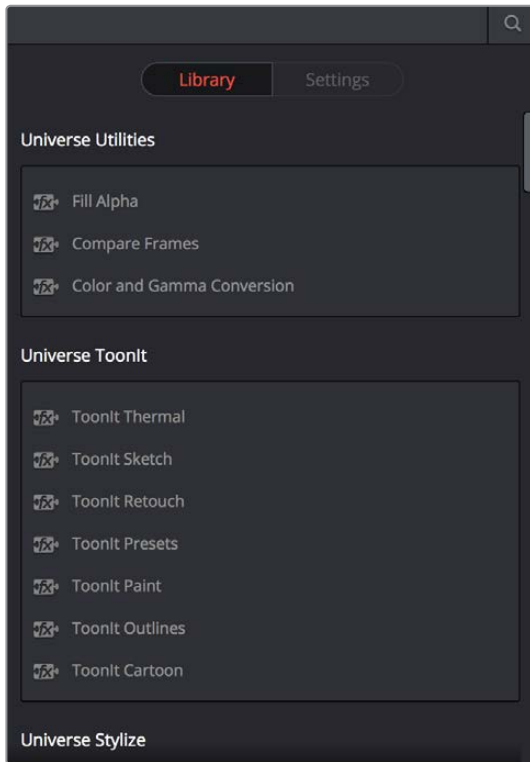 Library Settings
Universe Utilities
Fill Alpha
Compare Frames
Color and Gamma Conversion
Universe ToonIt
ToonIt Thermal
ToonIt Sketch
ToonIt Retouch
ToonIt Presets
ToonIt Paint
ToonIt Outlines
ToonIt Cartoon
Universe Stylize